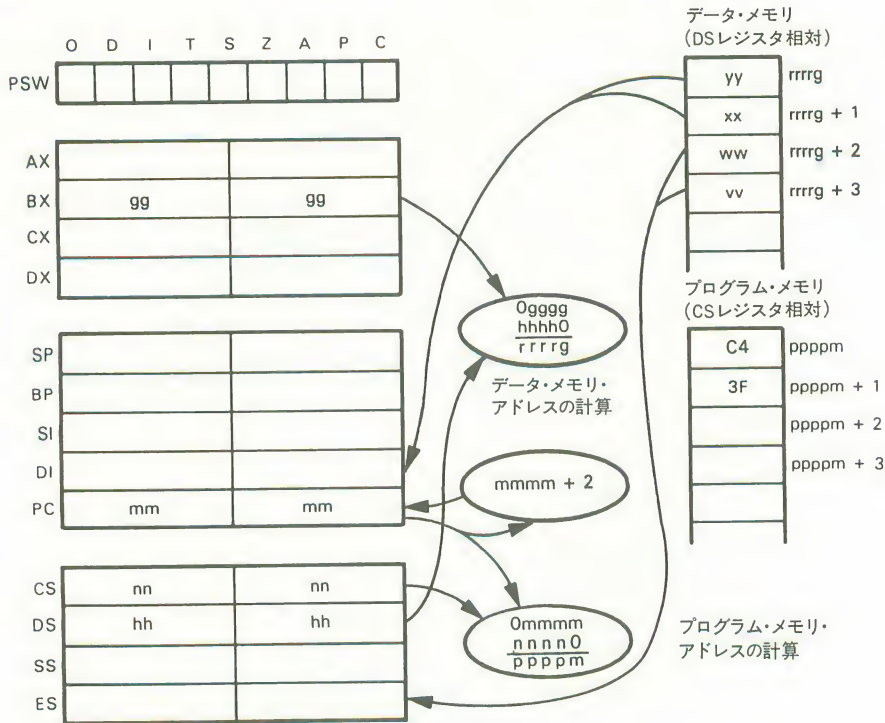 O D I T S Z A P C
PSW
AX
BX gg gg
CX
DX
SP
BP
SI
DI
PC mm mm
CS nn nn
DS hh hh
SS
ES
0gggg
hhhh0
rrrrg
データ・メモリ・
アドレスの計算
mmmm + 2
0mmmm
nnnn0
ppppm
プログラム・メモリ・
アドレスの計算
データ・メモリ
(DSレジスタ相対)
yy rrrrg
xx rrrrg + 1
ww rrrrg + 2
vv rrrrg + 3
プログラム・メモリ
(CSレジスタ相対)
C4 ppppm
3F ppppm + 1
ppppm + 2
ppppm + 3